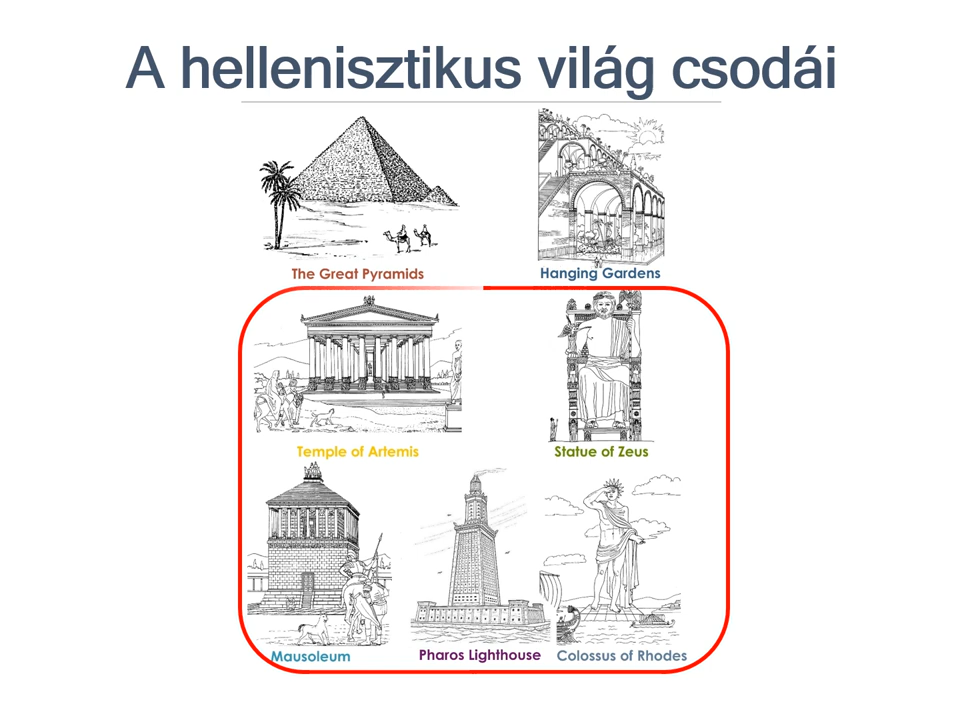 A hellenisztikus világ csodái
The Great Pyramids
Hanging Gardens
Temple of Artemis
Statue of Zeus
Mausoleum
Pharos Lighthouse
Colossus of Rhodes